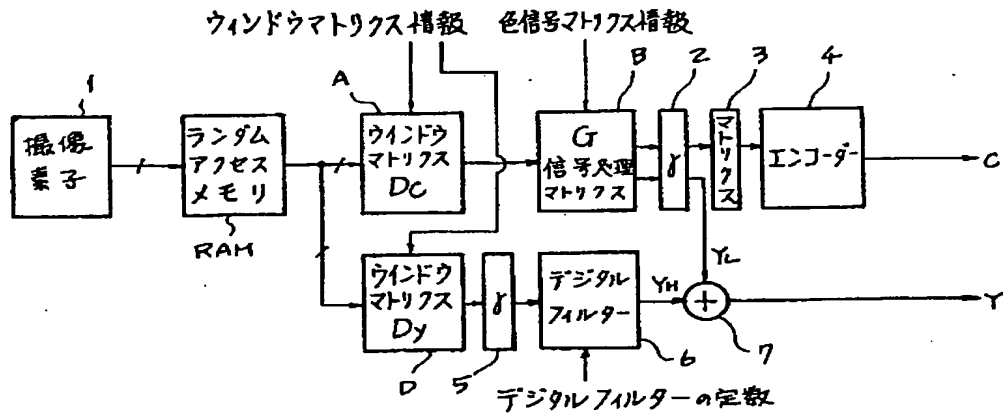 ウィンドウマトリクス情報
色信号マトリクス情報
1
A
B
2
3
4
撮像
素子
ランダム
アクセス
メモリ
RAM
ウインドウ
マトリクス
Dc
G
信号処理
マトリクス
γ
マトリクス
エンコーダー
C
ウインドウ
マトリクス
Dy
D
γ
5
デジタル
フィルター
6
YH
YL
+
7
Y
デジタルフィルターの定数